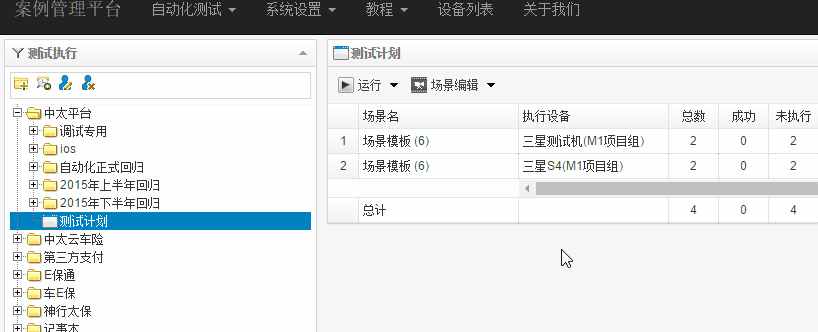 案例管理平台 自动化测试 系统设置 教程 设备列表 关于我们
测试执行
中太平台
调试专用
ios
自动化正式回归
2015年上半年回归
2015年下半年回归
测试计划
中太云车险
第三方支付
E保通
车E保
神行太保
记事本
测试计划
运行 场景编辑
场景名 执行设备 总数 成功 未执行
1 场景模板 (6) 三星测试机(M1项目组) 2 0 2
2 场景模板 (6) 三星S4(M1项目组) 2 0 2
总计 4 0 4